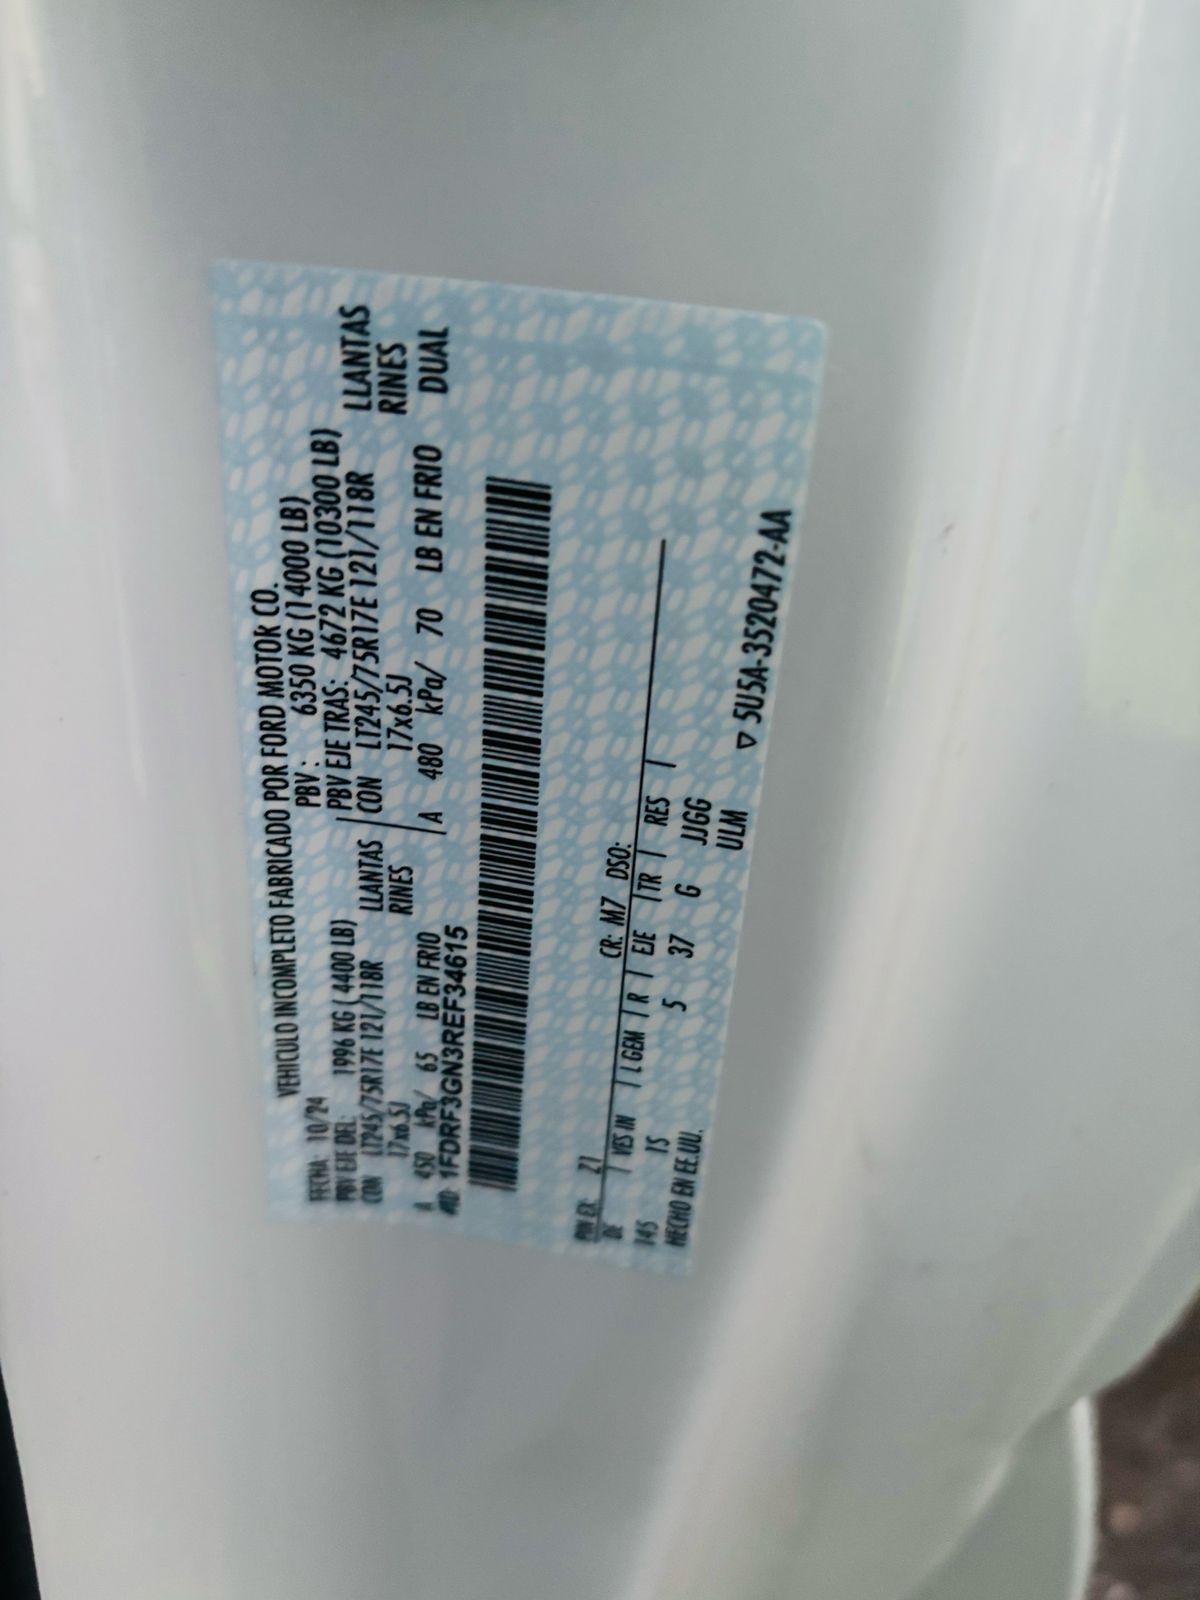 VEHICULO INCOMPLETO FABRICADO POR FORD MOTOR CO.
FECHA: 10/24 PBV: 6350 KG (14000 LB)
PBV EJE DEL: 1996 KG ( 4400 LB) PBV EJE TRAS: 4672 KG (10300 LB)
CON LT245/75R17E 121/118R LLANTAS CON LT245/75R17E 121/118R LLANTAS
17x6.5J RINES 17x6.5J RINES
A 450 kPa/ 65 LB EN FRIO A 480 kPa/ 70 LB EN FRIO DUAL
1FDRF3GN3REF34615
PIN EX: Z1 CR: M7 DSO:
DE VES IN LGEM R EJE TR RES
145 15 5 37 G JJGG
HECHO EN EE.UU. ULM
▽ 5U5A-3520472-AA